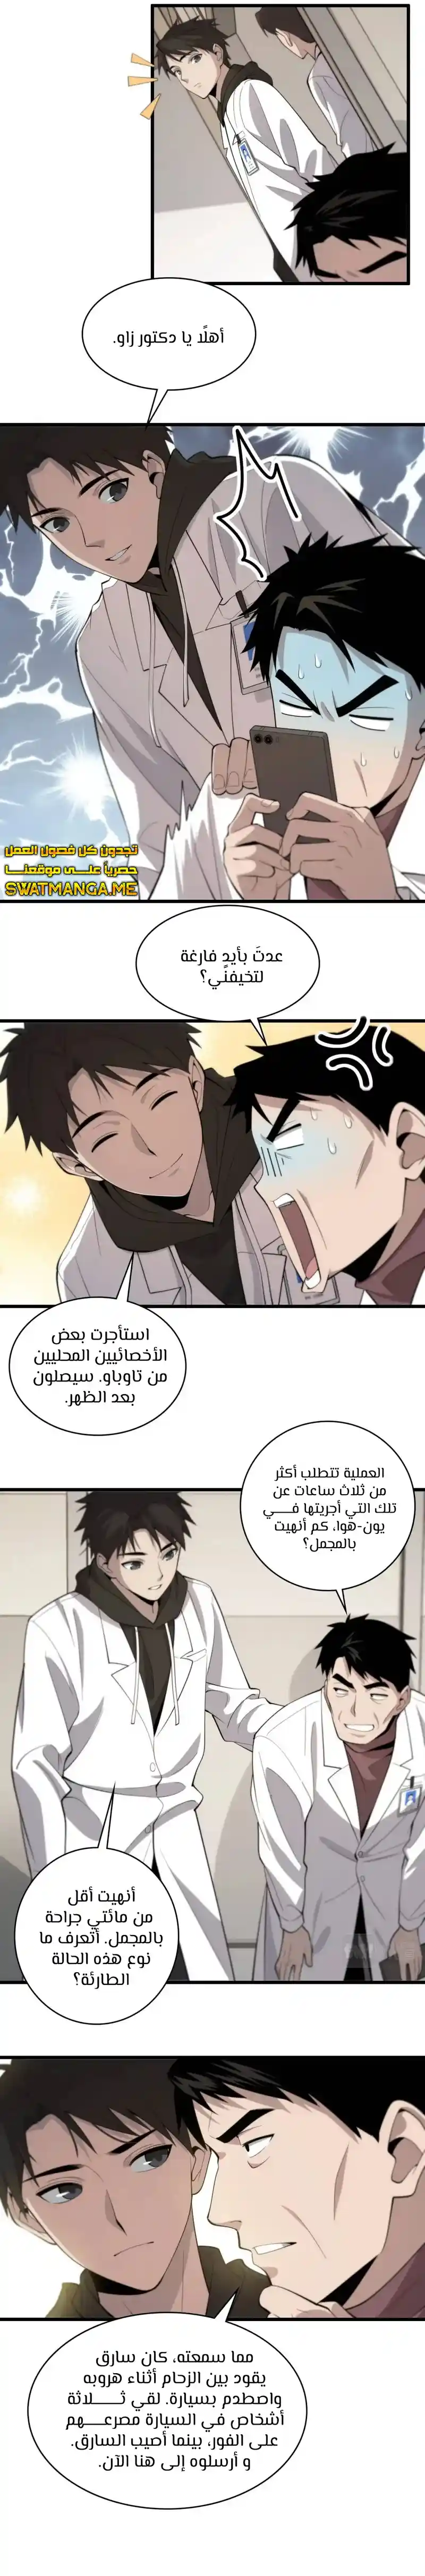 أهلًا يا دكتور زاو.
تجدون كل فصول العمل
حصرياً على موقعنا
SWATMANGA.ME
عدتَ بأيدِ فارغة
لتخيفني؟
استأجرت بعض
الأخصائيين المحليين
من تاوباو. سيصلون
بعد الظهر.
العملية تتطلب أكثر
من ثلاث ساعات عن
تلك التي أجريتها في
يون-هوا، كم أنهيت
بالمجمل؟
أنهيت أقل
من مائتي جراحة
بالمجمل. أتعرف ما
نوع هذه الحالة
الطارئة؟
مما سمعته، كان سارق
يقود بين الزحام أثناء هروبه
واصطدم بسيارة. لقي ثلاثة
أشخاص في السيارة مصرعهم
على الفور، بينما أصيب السارق.
و أرسلوه إلى هنا الآن.